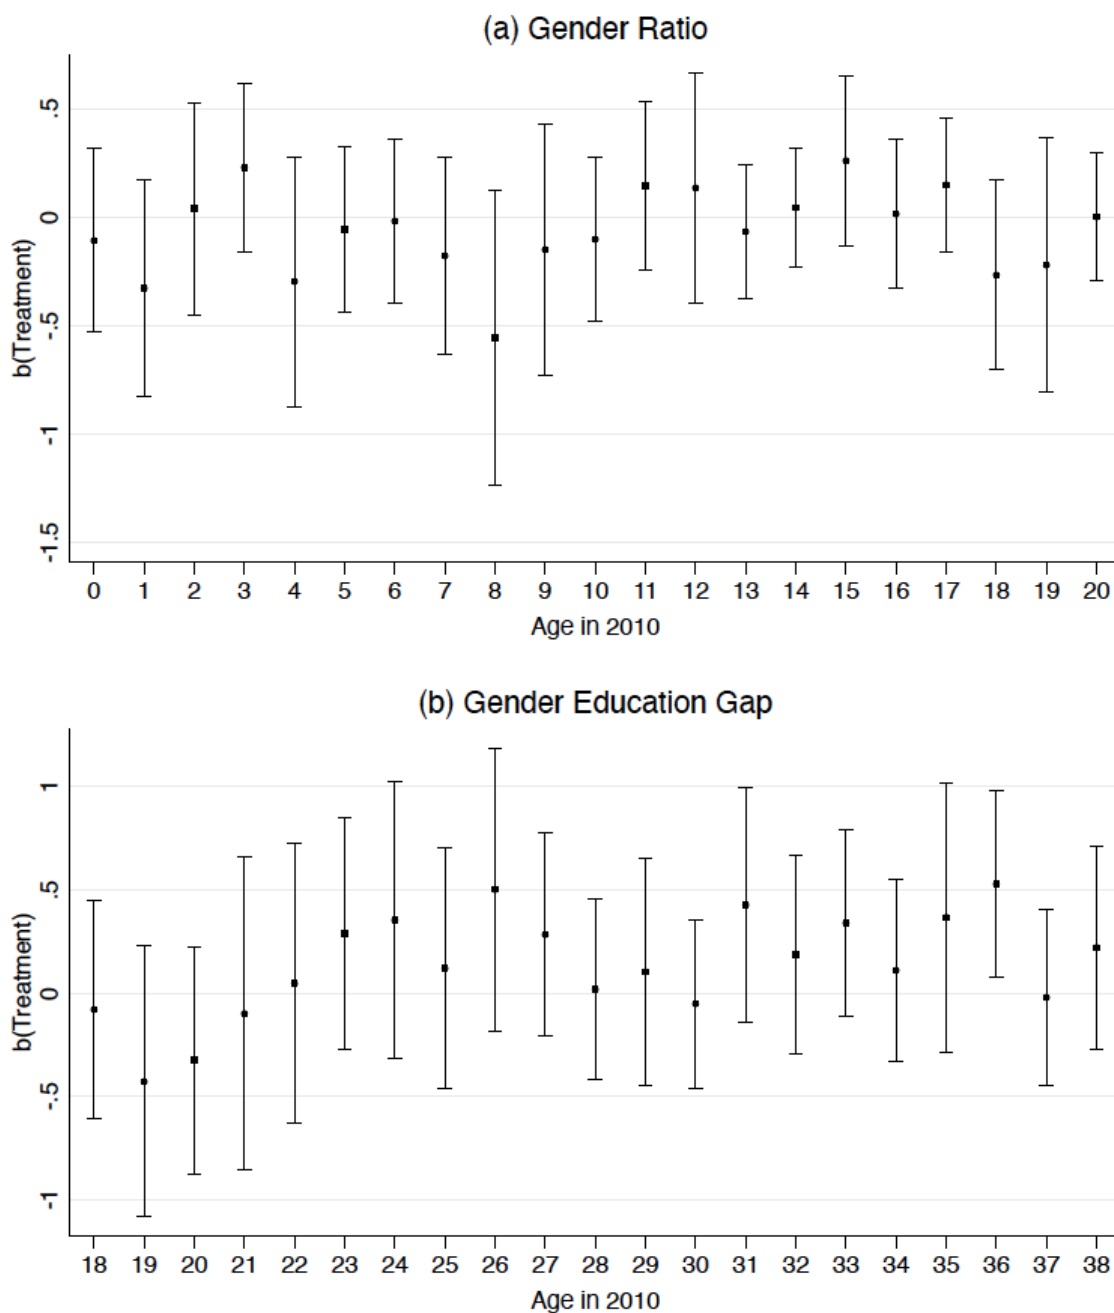 (a) Gender Ratio
.5
0
-.5
-1
-1.5
b(Treatment)
0 1 2 3 4 5 6 7 8 9 10 11 12 13 14 15 16 17 18 19 20
Age in 2010
(b) Gender Education Gap
1
.5
0
-.5
-1
b(Treatment)
18 19 20 21 22 23 24 25 26 27 28 29 30 31 32 33 34 35 36 37 38
Age in 2010